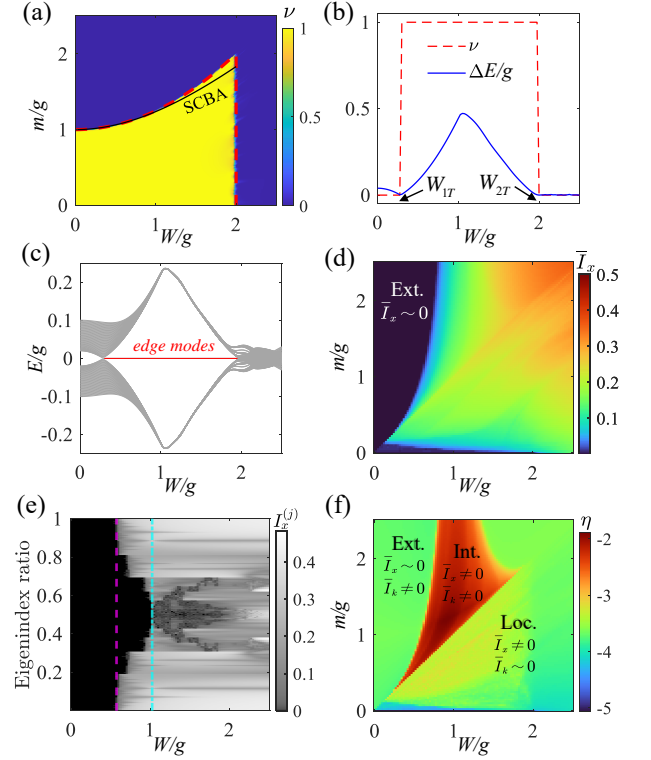 (a)
ν
1
2
m/g
SCBA
1
0.5
0
0
0
1
2
W/g
(b)
1
ν
ΔE/g
0.5
W1T
W2T
0
0
1
2
W/g
(c)
0.2
0.1
E/g
0
edge modes
-0.1
-0.2
0
1
2
W/g
(d)
Ī_x
Ext.
Ī_x ~ 0
0.5
2
0.4
m/g
0.3
1
0.2
0.1
0
0
1
2
W/g
(e)
I_x^(j)
1
0.8
0.4
Eigenindex ratio
0.6
0.3
0.4
0.2
0.2
0.1
0
0
1
2
W/g
(f)
η
Ext.
Ī_x ~ 0
Ī_k ≠ 0
Int.
Ī_x ≠ 0
Ī_k ≠ 0
Loc.
Ī_x ≠ 0
Ī_k ~ 0
-2
2
m/g
-3
1
-4
0
-5
0
1
2
W/g